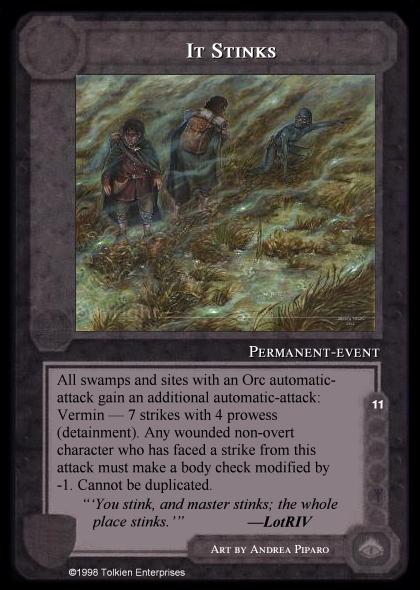 IT STINKS
PERMANENT-EVENT
All swamps and sites with an Orc automatic-
attack gain an additional automatic-attack:
Vermin — 7 strikes with 4 prowess
(detainment). Any wounded non-overt
character who has faced a strike from this
attack must make a body check modified by
-1. Cannot be duplicated.
11
“‘You stink, and master stinks; the whole
place stinks.’” —LotRIV
ART BY ANDREA PIPARO
©1998 Tolkien Enterprises